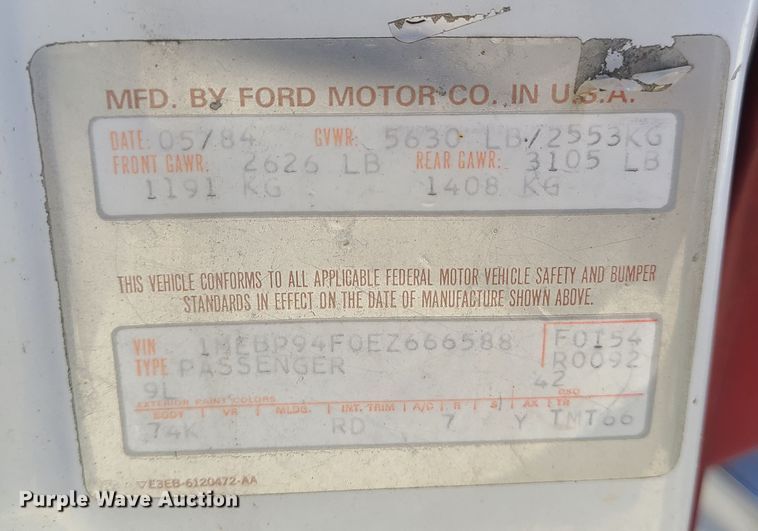 MFD. BY FORD MOTOR CO. IN U.S.A.
DATE: 05/84 GVWR: 5630 LB/2553KG
FRONT GAWR: 2626 LB REAR GAWR: 3105 LB
1191 KG 1408 KG
THIS VEHICLE CONFORMS TO ALL APPLICABLE FEDERAL MOTOR VEHICLE SAFETY AND BUMPER
STANDARDS IN EFFECT ON THE DATE OF MANUFACTURE SHOWN ABOVE.
VIN 1MEBP94F0EZ666588 F0154
TYPE PASSENGER R0092
9L 42
EXTERIOR PAINT COLORS DSO
BODY VR MLDG. INT. TRIM A/C R S AX TR
74K RD 7 Y TMT66
E3EB-6120472-AA
Purple Wave Auction